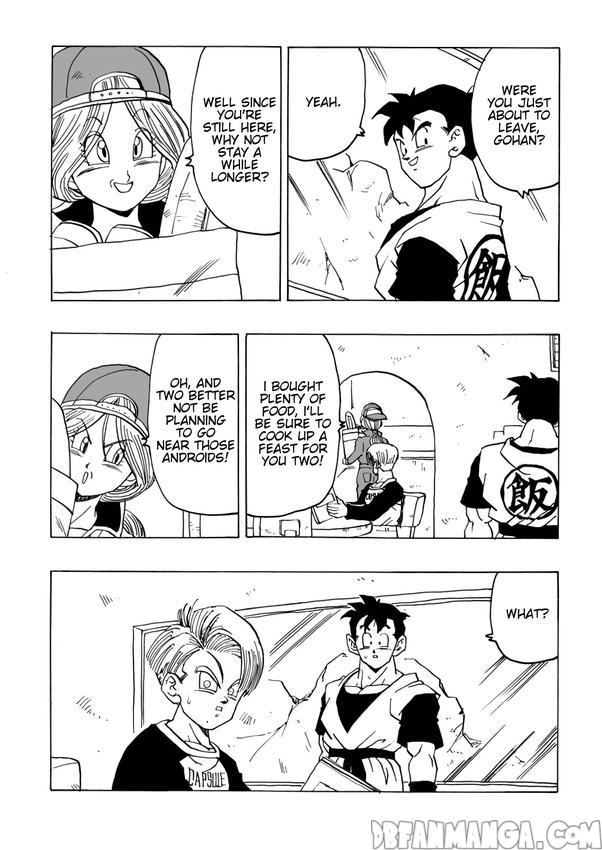 WERE
YOU JUST
ABOUT TO
LEAVE,
GOHAN?
YEAH.
飯
WELL SINCE
YOU'RE
STILL HERE,
WHY NOT
STAY A
WHILE
LONGER?
飯
I BOUGHT
PLENTY OF
FOOD, I'LL
BE SURE TO
COOK UP A
FEAST FOR
YOU TWO!
CAPSULE
OH, AND
TWO BETTER
NOT BE
PLANNING
TO GO
NEAR THOSE
ANDROIDS!
WHAT?
CAPSULE
DBFANMANGA.COM